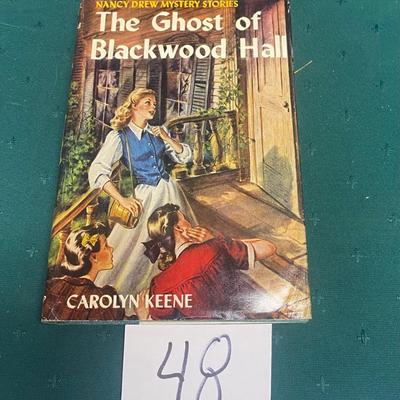 NANCY DREW MYSTERY STORIES
The Ghost of
Blackwood Hall
CAROLYN KEENE
48